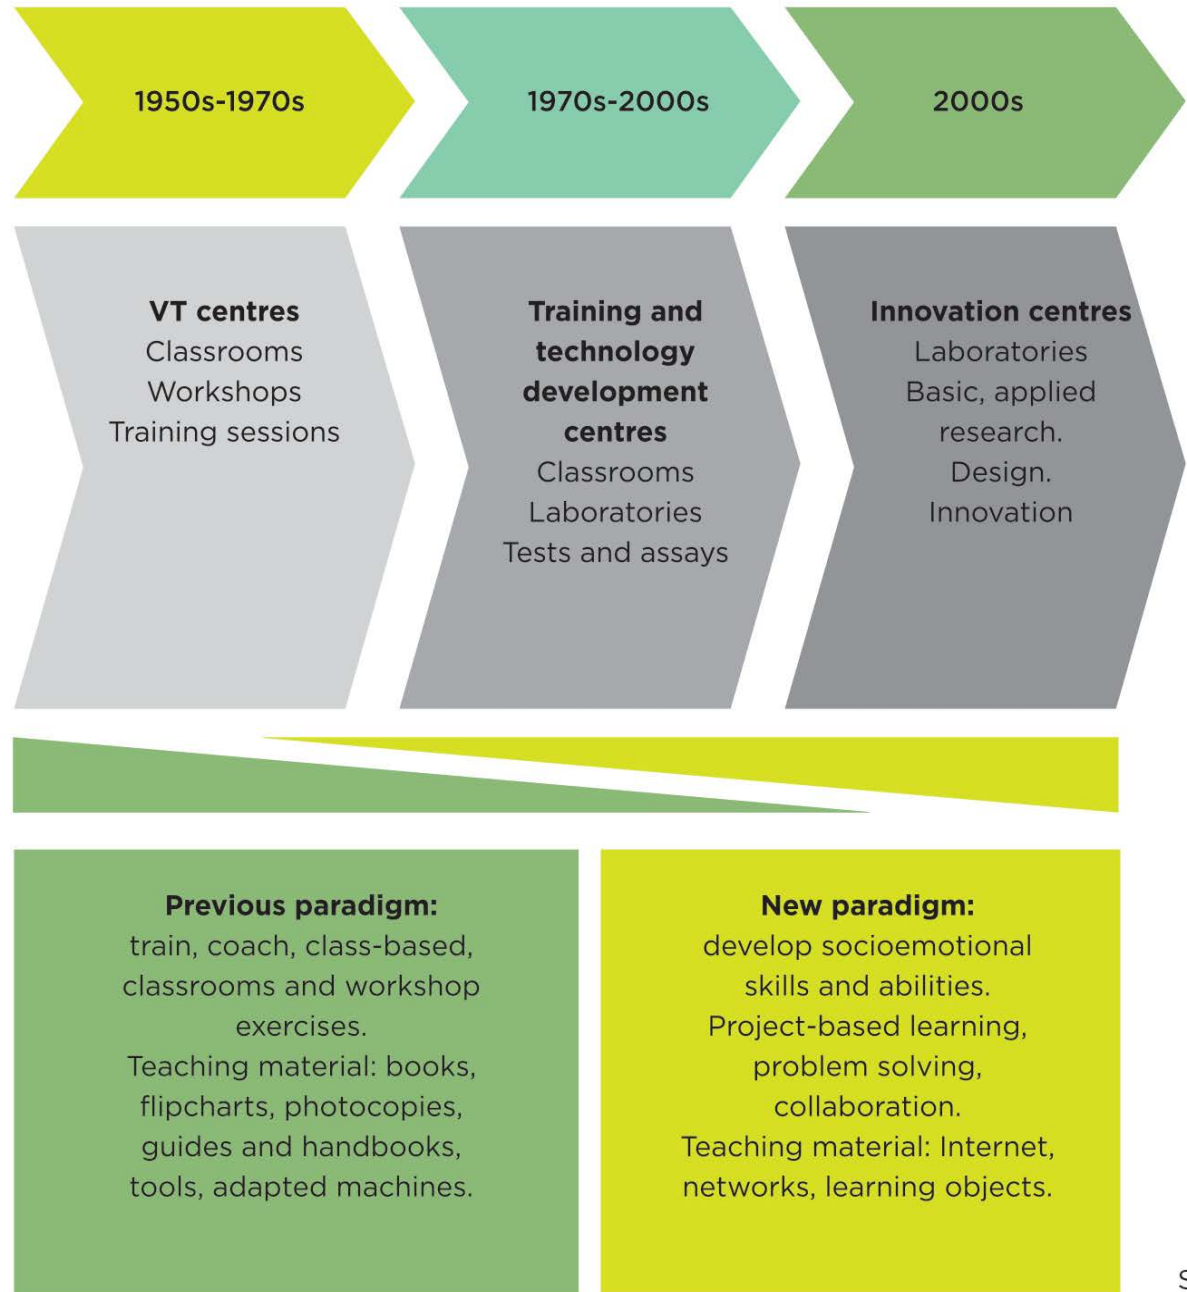 1950s-1970s
1970s-2000s
2000s
VT centres
Classrooms
Workshops
Training sessions
Training and
technology
development
centres
Classrooms
Laboratories
Tests and assays
Innovation centres
Laboratories
Basic, applied
research.
Design.
Innovation
Previous paradigm:
train, coach, class-based,
classrooms and workshop
exercises.
Teaching material: books,
flipcharts, photocopies,
guides and handbooks,
tools, adapted machines.
New paradigm:
develop socioemotional
skills and abilities.
Project-based learning,
problem solving,
collaboration.
Teaching material: Internet,
networks, learning objects.